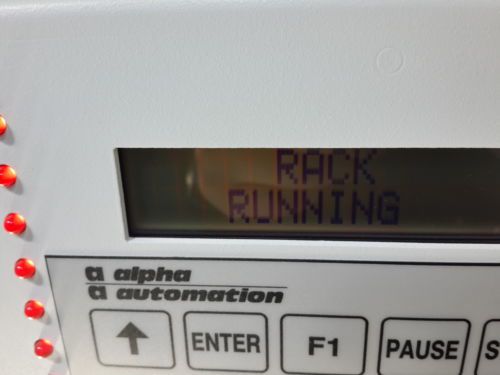 RACK
RUNNING
alpha
automation
ENTER
F1
PAUSE
S